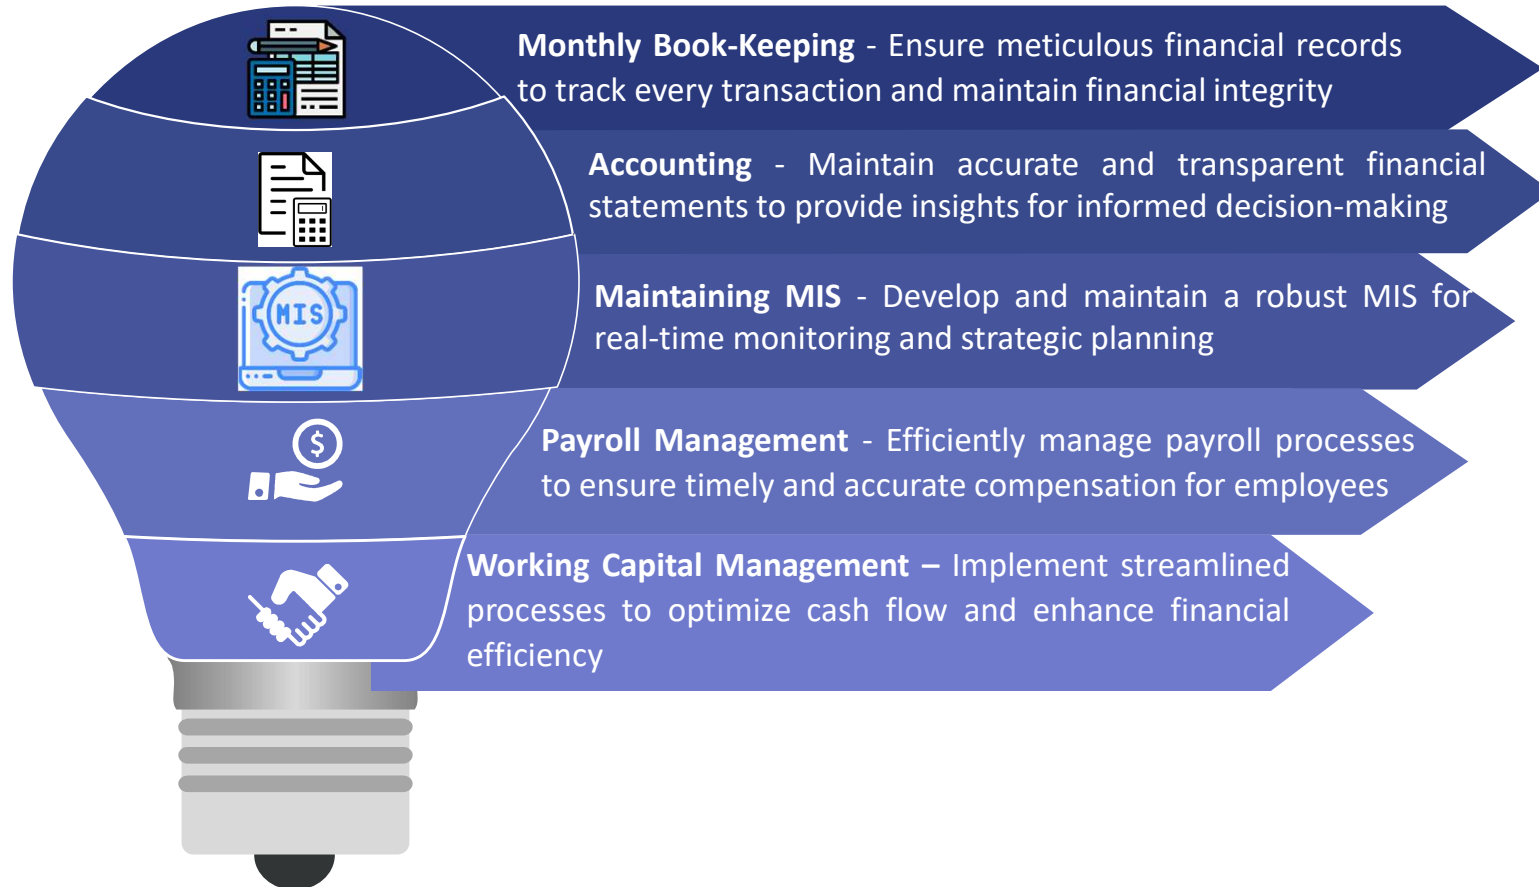 Monthly Book-Keeping - Ensure meticulous financial records
to track every transaction and maintain financial integrity
Accounting - Maintain accurate and transparent financial
statements to provide insights for informed decision-making
MIS
Maintaining MIS - Develop and maintain a robust MIS for
real-time monitoring and strategic planning
$
Payroll Management - Efficiently manage payroll processes
to ensure timely and accurate compensation for employees
Working Capital Management – Implement streamlined
processes to optimize cash flow and enhance financial
efficiency